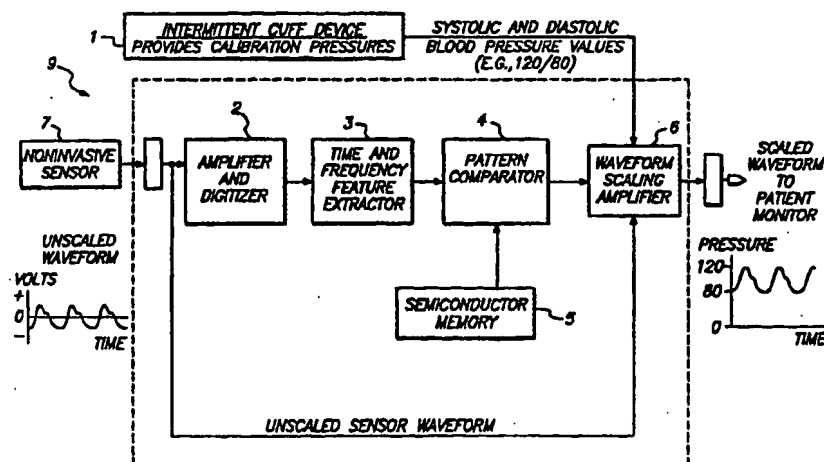 1
INTERMITTENT CUFF DEVICE
PROVIDES CALIBRATION PRESSURES
SYSTOLIC AND DIASTOLIC
BLOOD PRESSURE VALUES
(E.G.,120/80)
9
7
NONINVASIVE
SENSOR
2
AMPLIFIER
AND
DIGITIZER
3
TIME AND
FREQUENCY
FEATURE
EXTRACTOR
4
PATTERN
COMPARATOR
6
WAVEFORM
SCALING
AMPLIFIER
SCALED
WAVEFORM
TO
PATIENT
MONITOR
UNSCALED
WAVEFORM
VOLTS
+
0
−
TIME
SEMICONDUCTOR
MEMORY
5
PRESSURE
120
80
0
TIME
UNSCALED SENSOR WAVEFORM